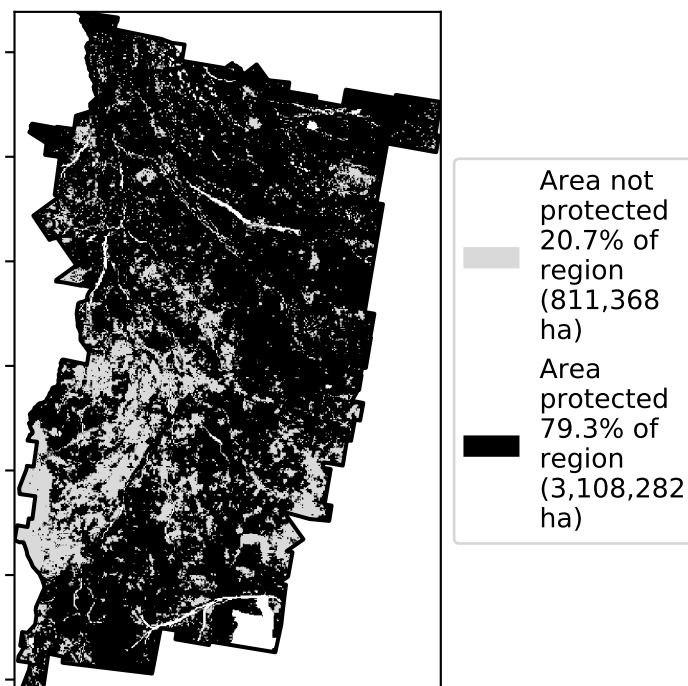 Area not
protected
20.7% of
region
(811,368
ha)
Area
protected
79.3% of
region
(3,108,282
ha)